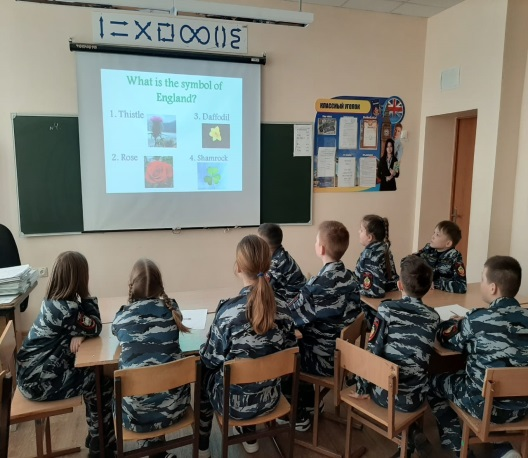 What is the symbol of
England?
1. Thistle
3. Daffodil
2. Rose
4. Shamrock
КЛАССНЫЙ УГОЛОК